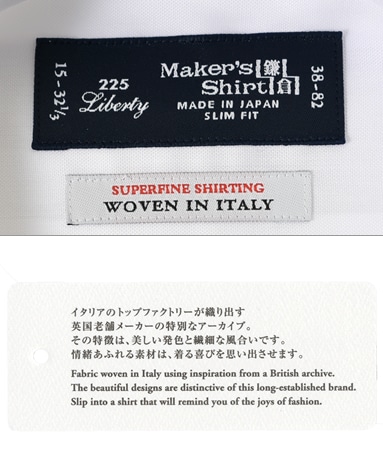 15-32 1/3
225
Liberty
Maker's
Shirt 鎌倉
MADE IN JAPAN
SLIM FIT
38-82
SUPERFINE SHIRTING
WOVEN IN ITALY
イタリアのトップファクトリーが織り出す
英国老舗メーカーの特別なアーカイブ。
その特徴は、美しい発色と繊細な風合いです。
情緒あふれる素材は、着る喜びを思い出させます。
Fabric woven in Italy using inspiration from a British archive.
The beautiful designs are distinctive of this long-established brand.
Slip into a shirt that will remind you of the joys of fashion.